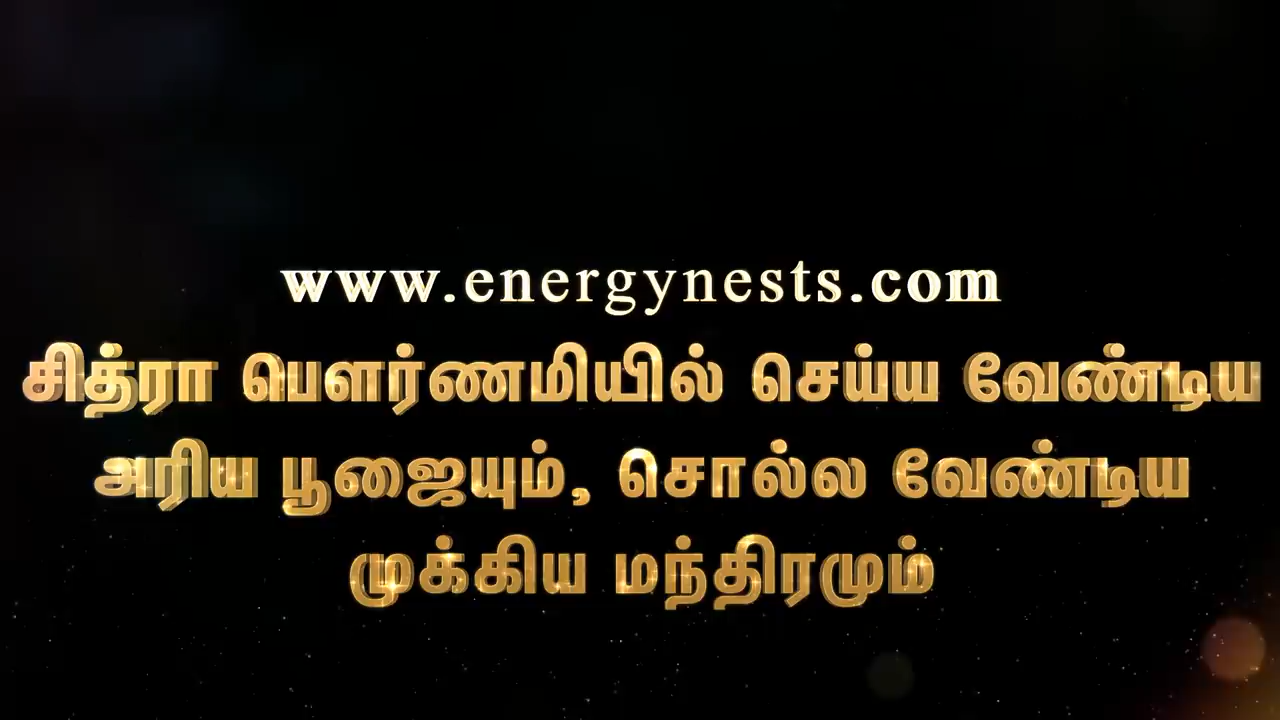 www.energynests.com
சித்ரா பௌர்ணமியில் செய்ய வேண்டிய
அரிய பூஜையும், சொல்ல வேண்டிய
முக்கிய மந்திரமும்